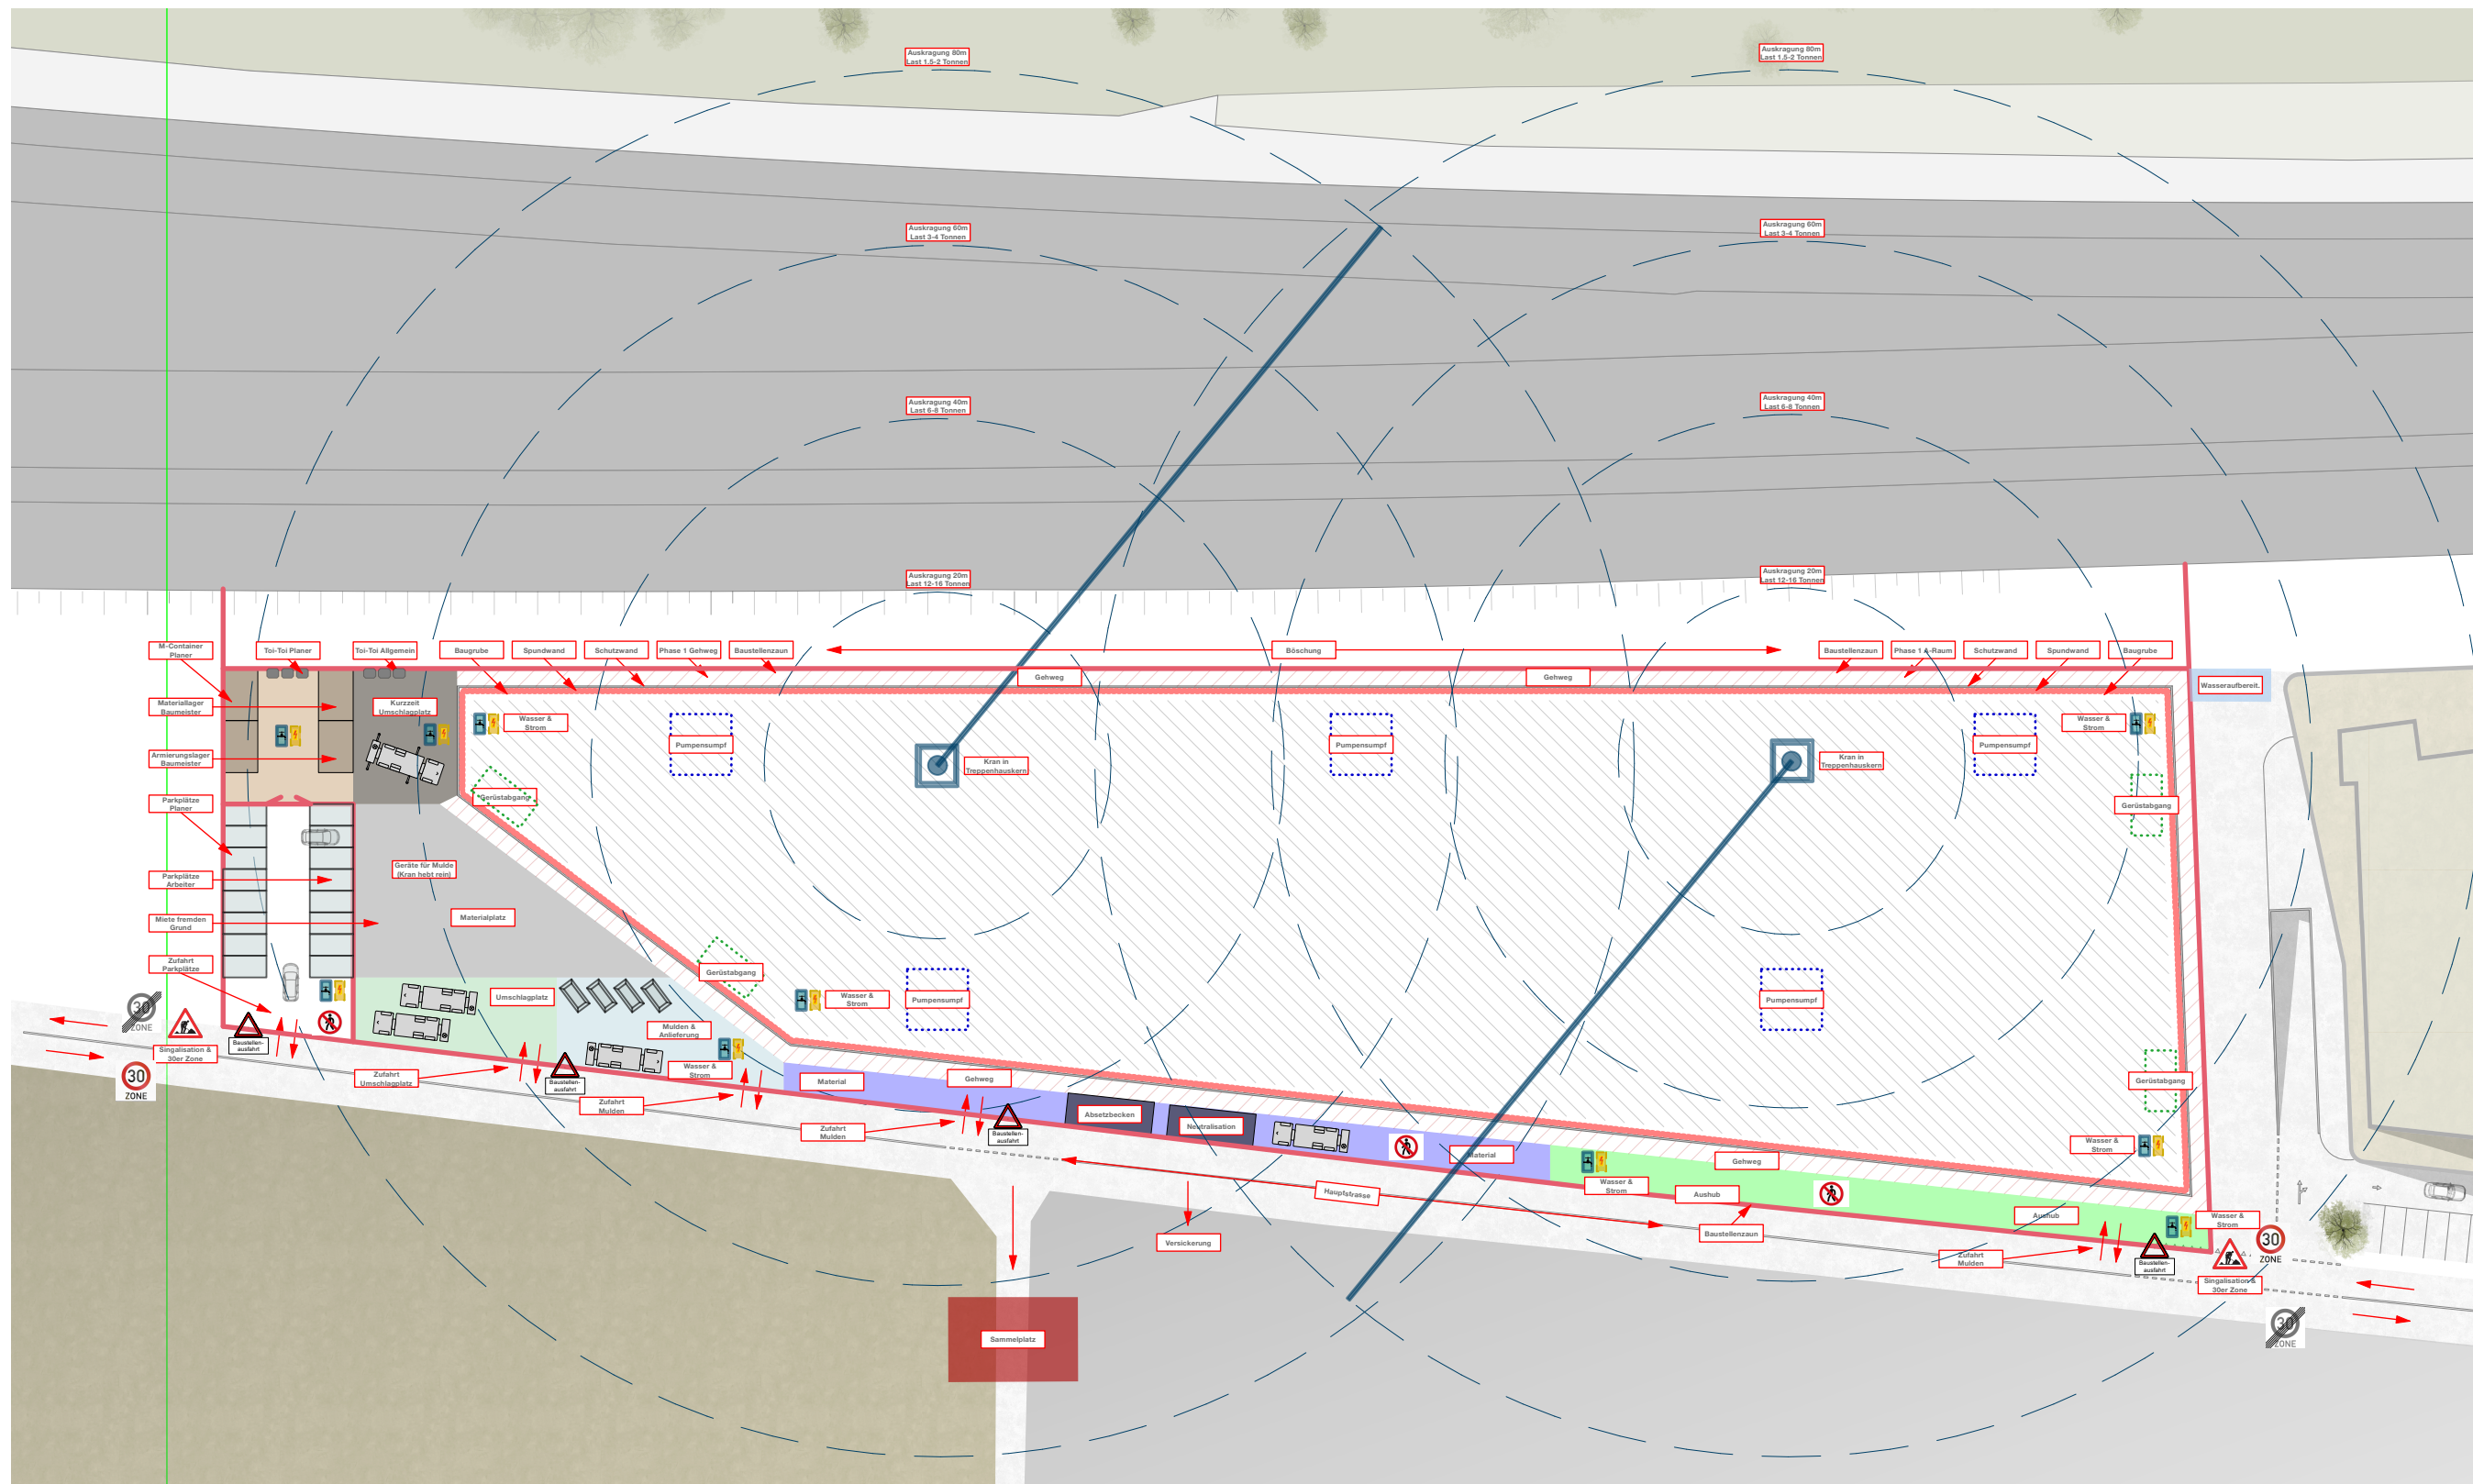 Auskragung 80m
Last 1.5-2 Tonnen
Auskragung 80m
Last 1.5-2 Tonnen
Auskragung 60m
Last 3-4 Tonnen
Auskragung 60m
Last 3-4 Tonnen
Auskragung 40m
Last 6-8 Tonnen
Auskragung 40m
Last 6-8 Tonnen
Auskragung 20m
Last 12-16 Tonnen
Auskragung 20m
Last 12-16 Tonnen
M-Container
Planer
Toi-Toi Planer
Toi-Toi Allgemein
Baugrube
Spundwand
Schutzwand
Phase 1 Gehweg
Baustellenzaun
Böschung
Baustellenzaun
Phase 1 A-Raum
Schutzwand
Spundwand
Baugrube
Gehweg
Gehweg
Wasseraufbereit.
Materiallager
Baumeister
Kurzzeit
Umschlagplatz
Wasser &
Strom
Pumpensumpf
Pumpensumpf
Pumpensumpf
Wasser &
Strom
Armierungslager
Baumeister
Kran in
Treppenhauskern
Kran in
Treppenhauskern
Gerüstabgang
Gerüstabgang
Parkplätze
Planer
Geräte für Mulde
(Kran hebt rein)
Parkplätze
Arbeiter
Materialplatz
Miete fremden
Grund
Zufahrt
Parkplätze
Gerüstabgang
Umschlagplatz
Wasser &
Strom
Pumpensumpf
Pumpensumpf
30
ZONE
Mulden &
Anlieferung
Baustellen-
ausfahrt
Singalisation &
30er Zone
30
ZONE
Zufahrt
Umschlagplatz
Baustellen-
ausfahrt
Wasser &
Strom
Material
Gehweg
Gerüstabgang
Zufahrt
Mulden
Absetzbecken
Neutralisation
Zufahrt
Mulden
Baustellen-
ausfahrt
Material
Wasser &
Strom
Gehweg
Wasser &
Strom
Hauptstrasse
Aushub
Aushub
Wasser &
Strom
Versickerung
Baustellenzaun
Zufahrt
Mulden
Baustellen-
ausfahrt
30
ZONE
Singalisation &
30er Zone
30
ZONE
Sammelplatz